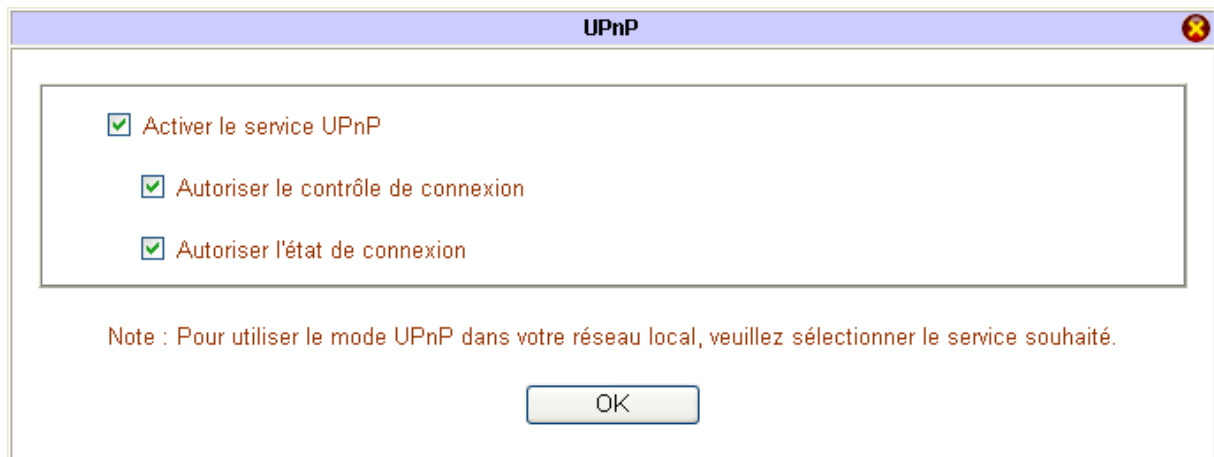 UPnP
Activer le service UPnP
Autoriser le contrôle de connexion
Autoriser l'état de connexion
Note : Pour utiliser le mode UPnP dans votre réseau local, veuillez sélectionner le service souhaité.
OK